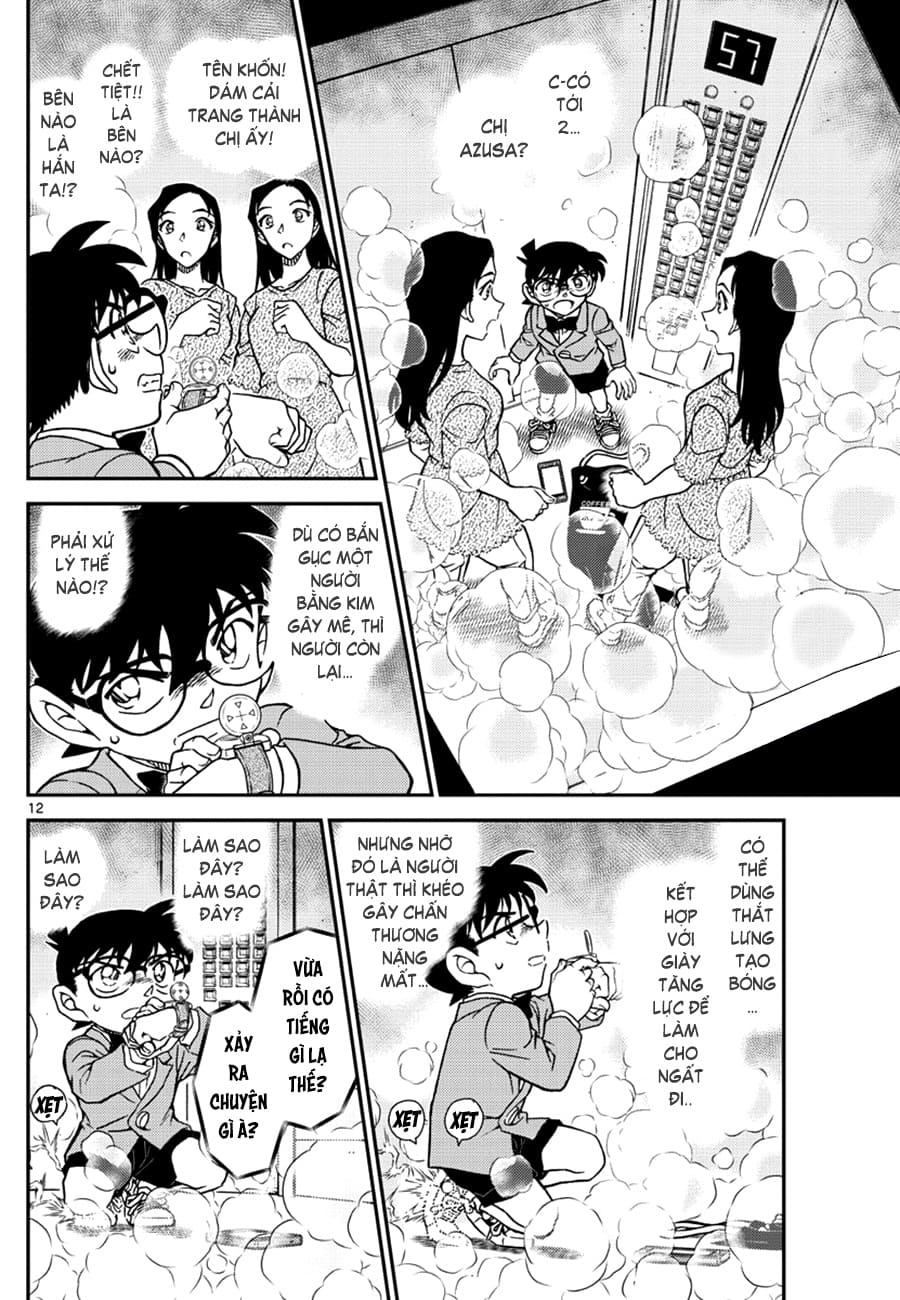 57
C-CÓ
TỚI
2...
CHỊ
AZUSA?
COFFEE
TÊN KHỐN!
DÁM CẢI
TRANG THÀNH
CHỊ ẤY!
CHẾT
TIỆT!!
LÀ
BÊN
NÀO?
BÊN
NÀO
LÀ
HẮN
TA!?
DÙ CÓ BẮN
GỤC MỘT
NGƯỜI
BẰNG KIM
GÂY MÊ, THÌ
NGƯỜI CÒN
LẠI...
PHẢI XỬ
LÝ THẾ
NÀO!?
12
CÓ
THỂ
DÙNG
THẮT
LƯNG
TẠO
BÓNG
...
KẾT
HỢP
VỚI
GIÀY
TĂNG
LỰC ĐỂ
LÀM
CHO
NGẤT
ĐI..
NHƯNG NHỠ
ĐÓ LÀ NGƯỜI
THẬT THÌ KHÉO
GÂY CHẤN
THƯƠNG
NẶNG
MẤT...
XẸT
XẸT
VỪA
RỒI CÓ
TIẾNG
GÌ LẠ
THẾ?
XẢY
RA
CHUYỆN
GÌ À?
LÀM SAO
ĐÂY?
LÀM SAO
ĐÂY?
LÀM
SAO
ĐÂY?
XẸT